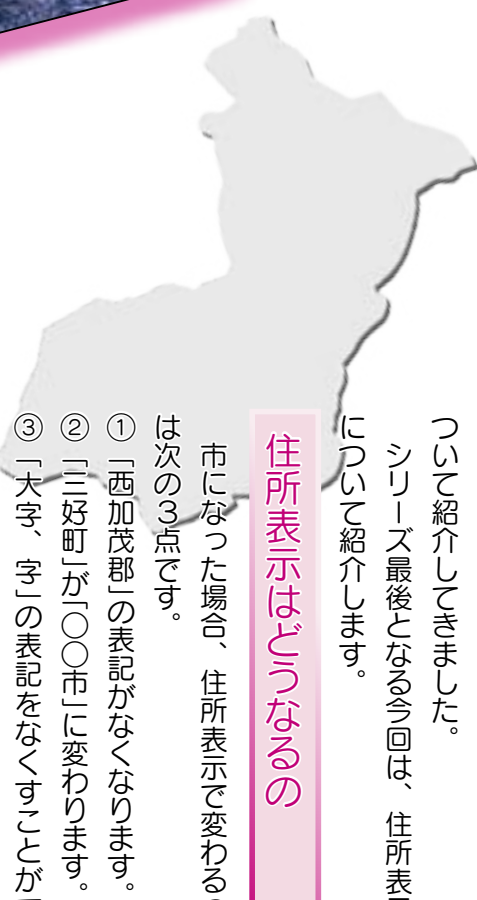 ついて紹介してきました。
シリーズ最後となる今回は、住所表
について紹介します。
住所表示はどうなるの
市になった場合、住所表示で変わる
は次の３点です。
①「西加茂郡」の表記がなくなります。
②「三好町」が「○○市」に変わります。
③「大字、字」の表記をなくすことが